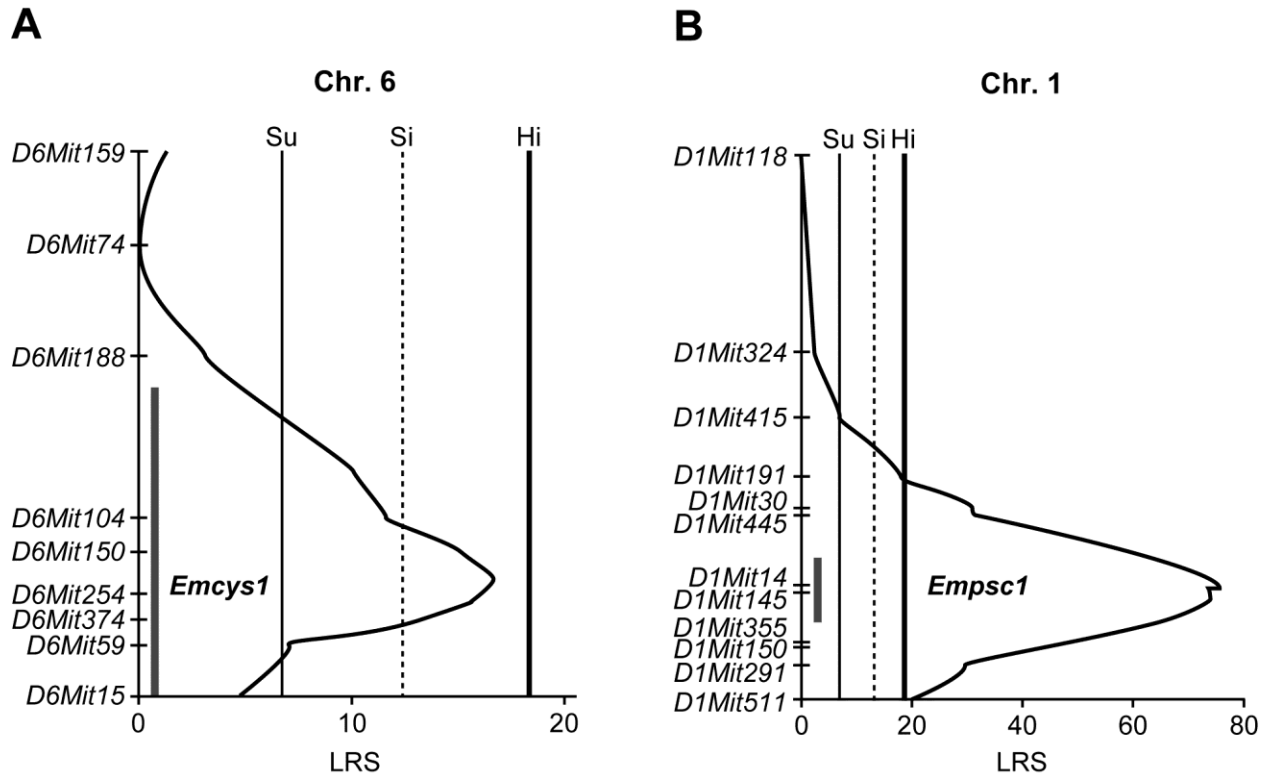 A
Chr. 6
Su Si Hi
D6Mit159
D6Mit74
D6Mit188
D6Mit104
D6Mit150
D6Mit254
D6Mit374
D6Mit59
D6Mit15
Emcys1
0 10 20
LRS
B
Chr. 1
Su Si Hi
D1Mit118
D1Mit324
D1Mit415
D1Mit191
D1Mit30
D1Mit445
D1Mit14
D1Mit145
D1Mit355
D1Mit150
D1Mit291
D1Mit511
Empsc1
0 20 40 60 80
LRS